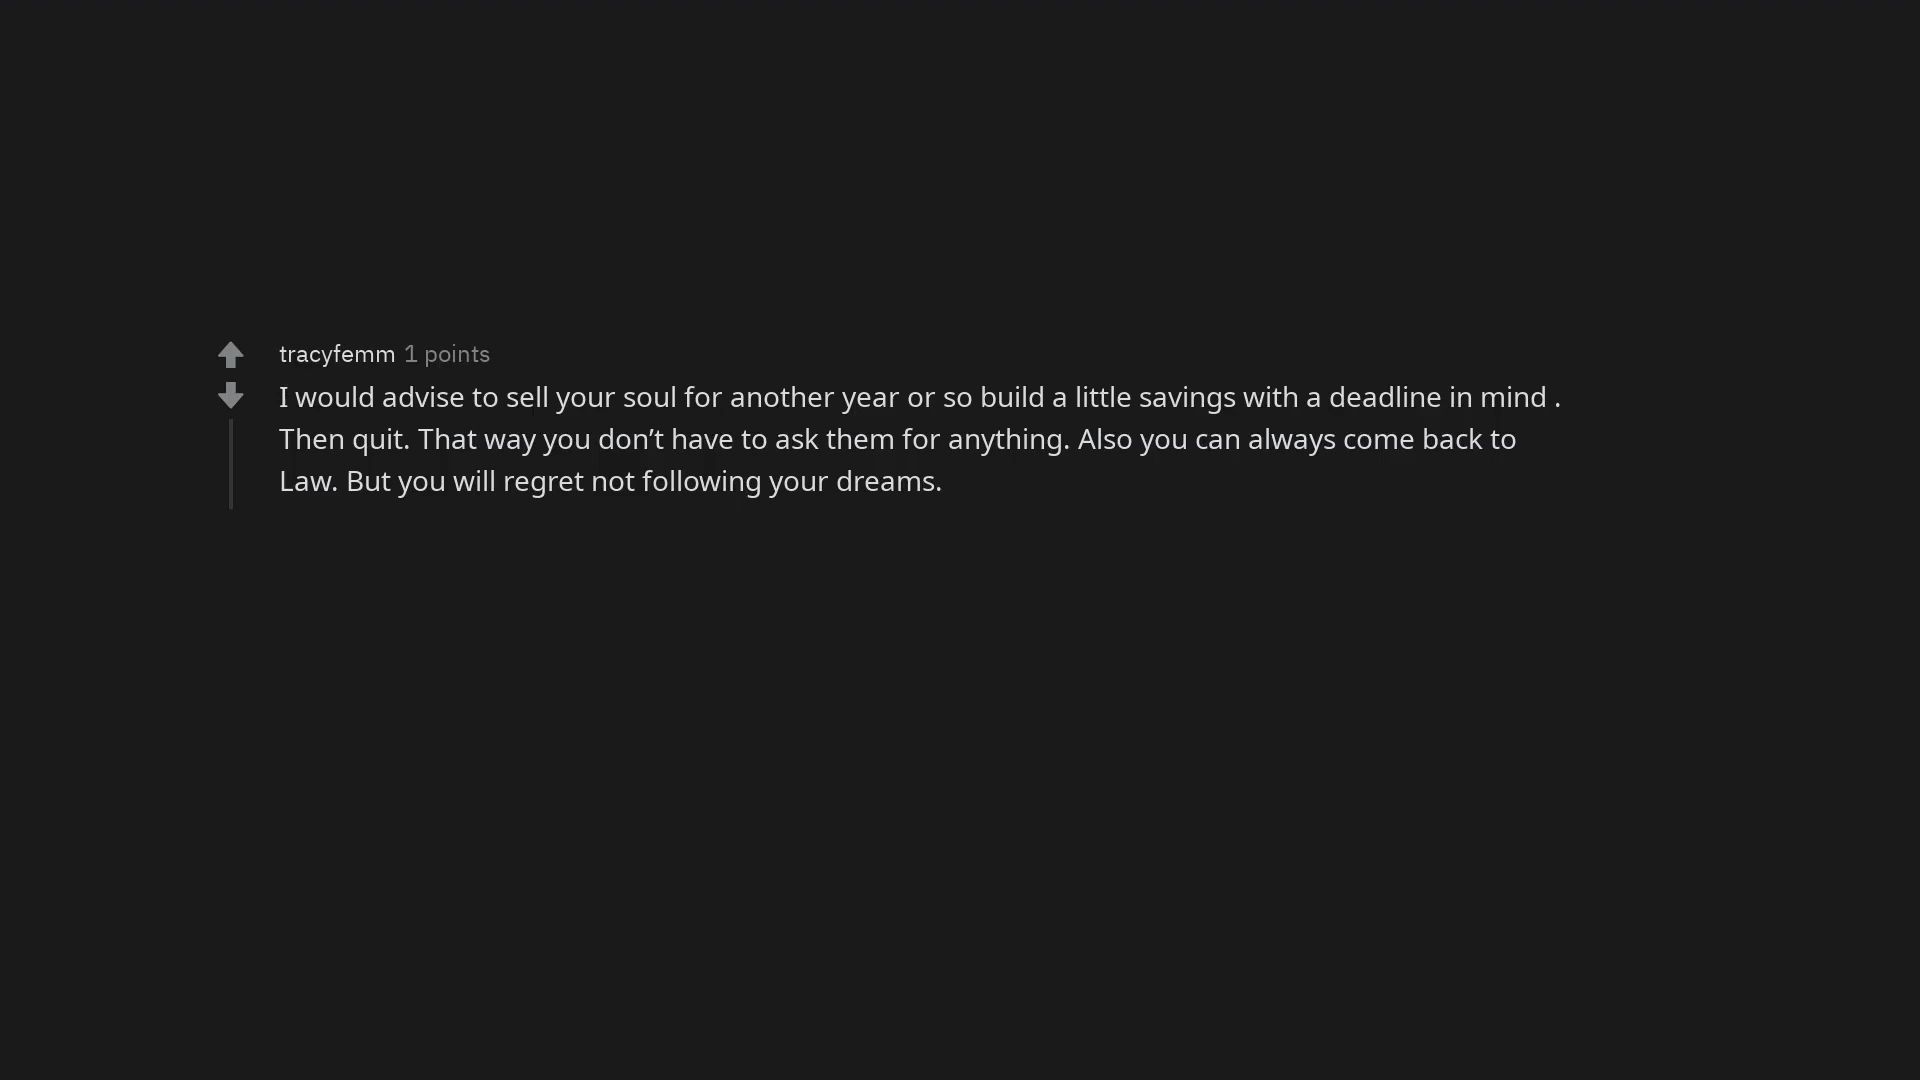 tracyfemm 1 points
I would advise to sell your soul for another year or so build a little savings with a deadline in mind .
Then quit. That way you don’t have to ask them for anything. Also you can always come back to
Law. But you will regret not following your dreams.